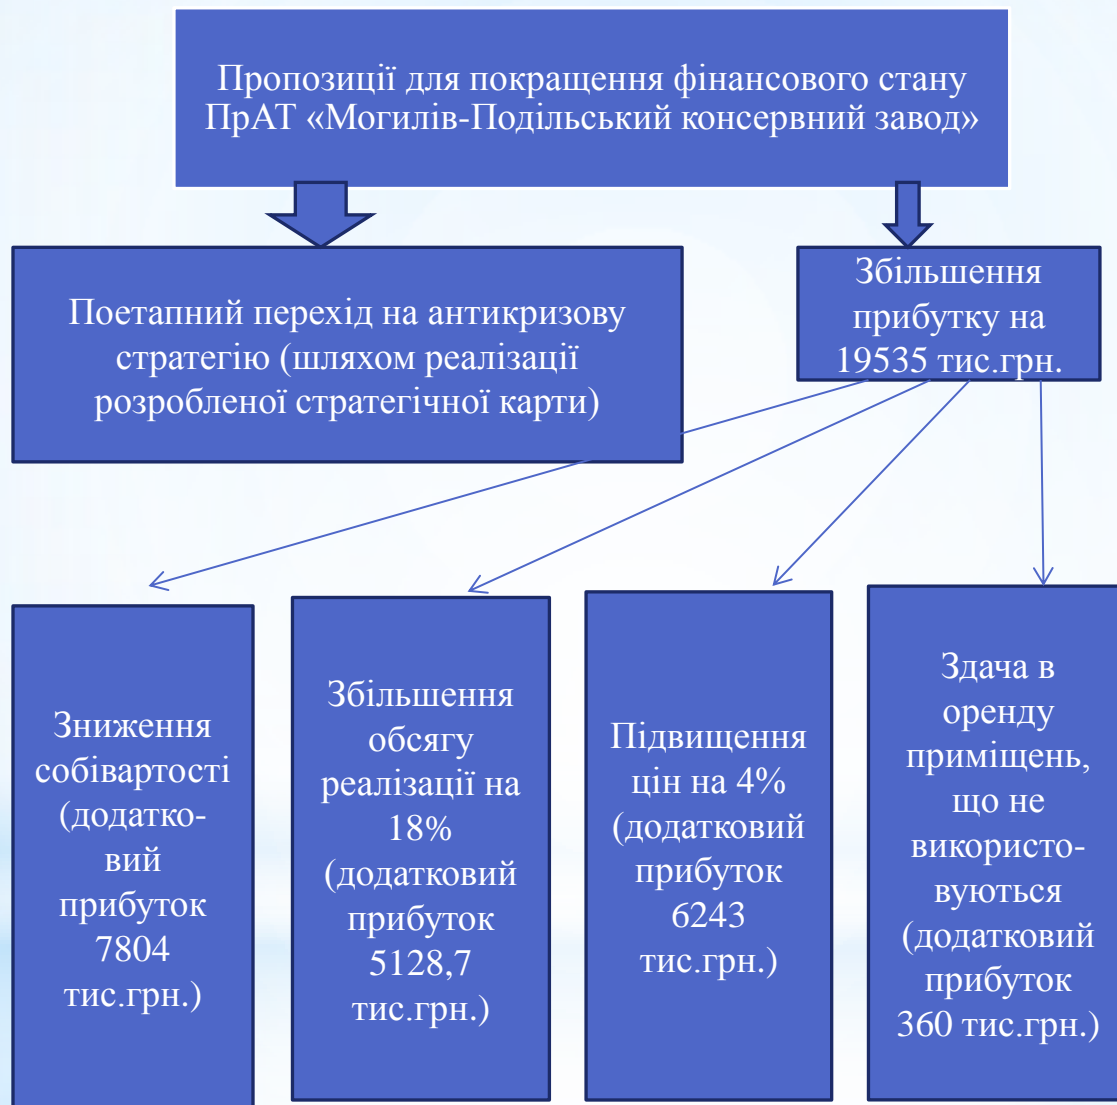 Пропозиції для покращення фінансового стану
ПрАТ «Могилів-Подільський консервний завод»
Поетапний перехід на антикризову
стратегію (шляхом реалізації
розробленої стратегічної карти)
Збільшення
прибутку на
19535 тис.грн.
Зниження
собівартості
(додатко-
вий
прибуток
7804
тис.грн.)
Збільшення
обсягу
реалізації на
18%
(додатковий
прибуток
5128,7
тис.грн.)
Підвищення
цін на 4%
(додатковий
прибуток
6243
тис.грн.)
Здача в
оренду
приміщень,
що не
використо-
вуються
(додатковий
прибуток
360 тис.грн.)